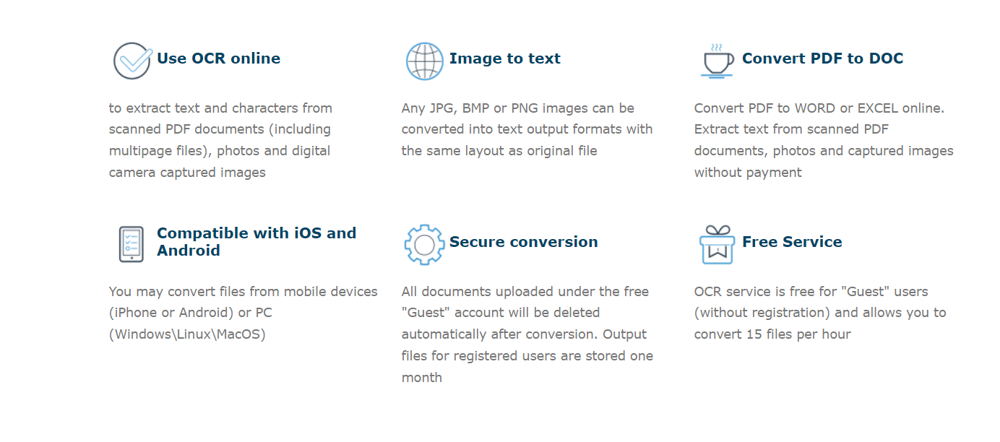 Use OCR online
to extract text and characters from
scanned PDF documents (including
multipage files), photos and digital
camera captured images
Image to text
Any JPG, BMP or PNG images can be
converted into text output formats with
the same layout as original file
Convert PDF to DOC
Convert PDF to WORD or EXCEL online.
Extract text from scanned PDF
documents, photos and captured images
without payment
Compatible with iOS and
Android
You may convert files from mobile devices
(iPhone or Android) or PC
(Windows\Linux\MacOS)
Secure conversion
All documents uploaded under the free
"Guest" account will be deleted
automatically after conversion. Output
files for registered users are stored one
month
Free Service
OCR service is free for "Guest" users
(without registration) and allows you to
convert 15 files per hour